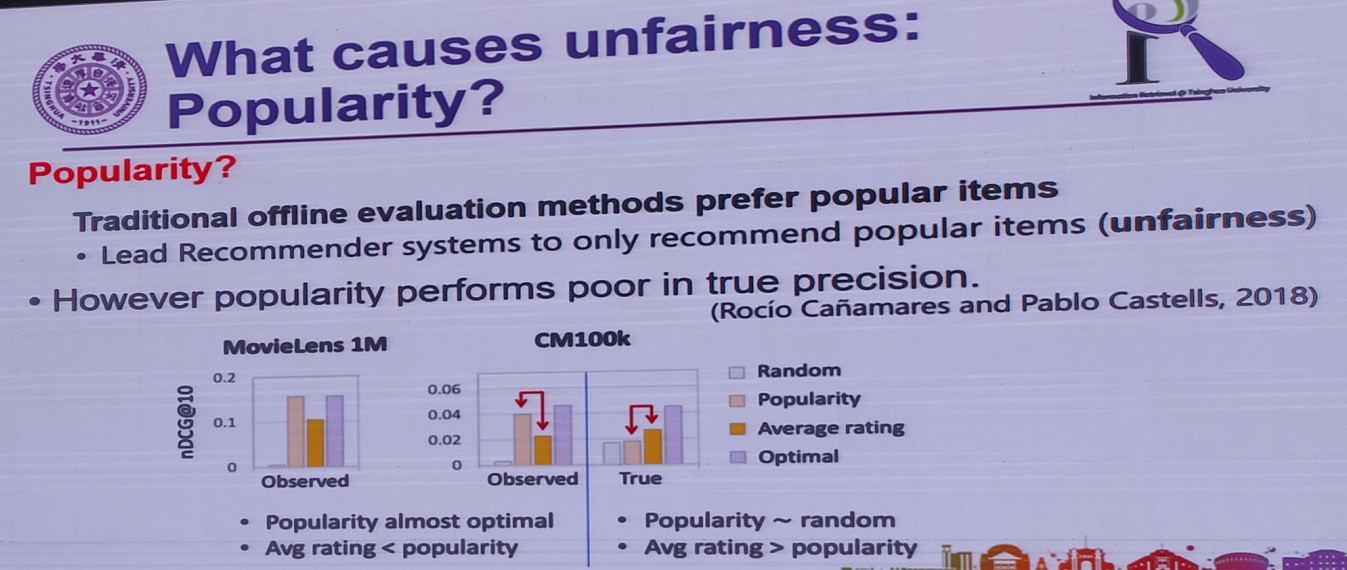 What causes unfairness:
Popularity?
TSINGHUA UNIVERSITY
-1911-
Information Retrieval @ Tsinghua University
Popularity?
Traditional offline evaluation methods prefer popular items
• Lead Recommender systems to only recommend popular items (unfairness)
• However popularity performs poor in true precision.
(Rocío Cañamares and Pablo Castells, 2018)
MovieLens 1M
CM100k
nDCG@10
0.2
0.1
0
Observed
0.06
0.04
0.02
0
Observed
True
Random
Popularity
Average rating
Optimal
• Popularity almost optimal
• Avg rating < popularity
• Popularity ~ random
• Avg rating > popularity